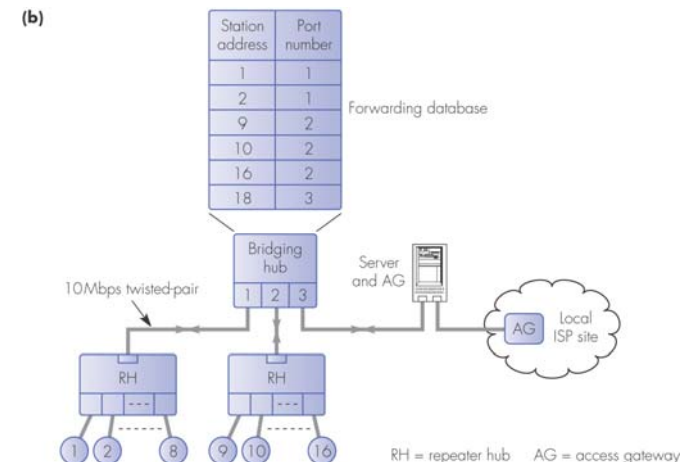 (b)
Station address Port number
1 1
2 1
9 2
10 2
16 2
18 3
Forwarding database
Bridging hub
1 2 3
10Mbps twisted-pair
Server and AG
AG
Local ISP site
RH
RH
1 2 8
9 10 16
RH = repeater hub AG = access gateway